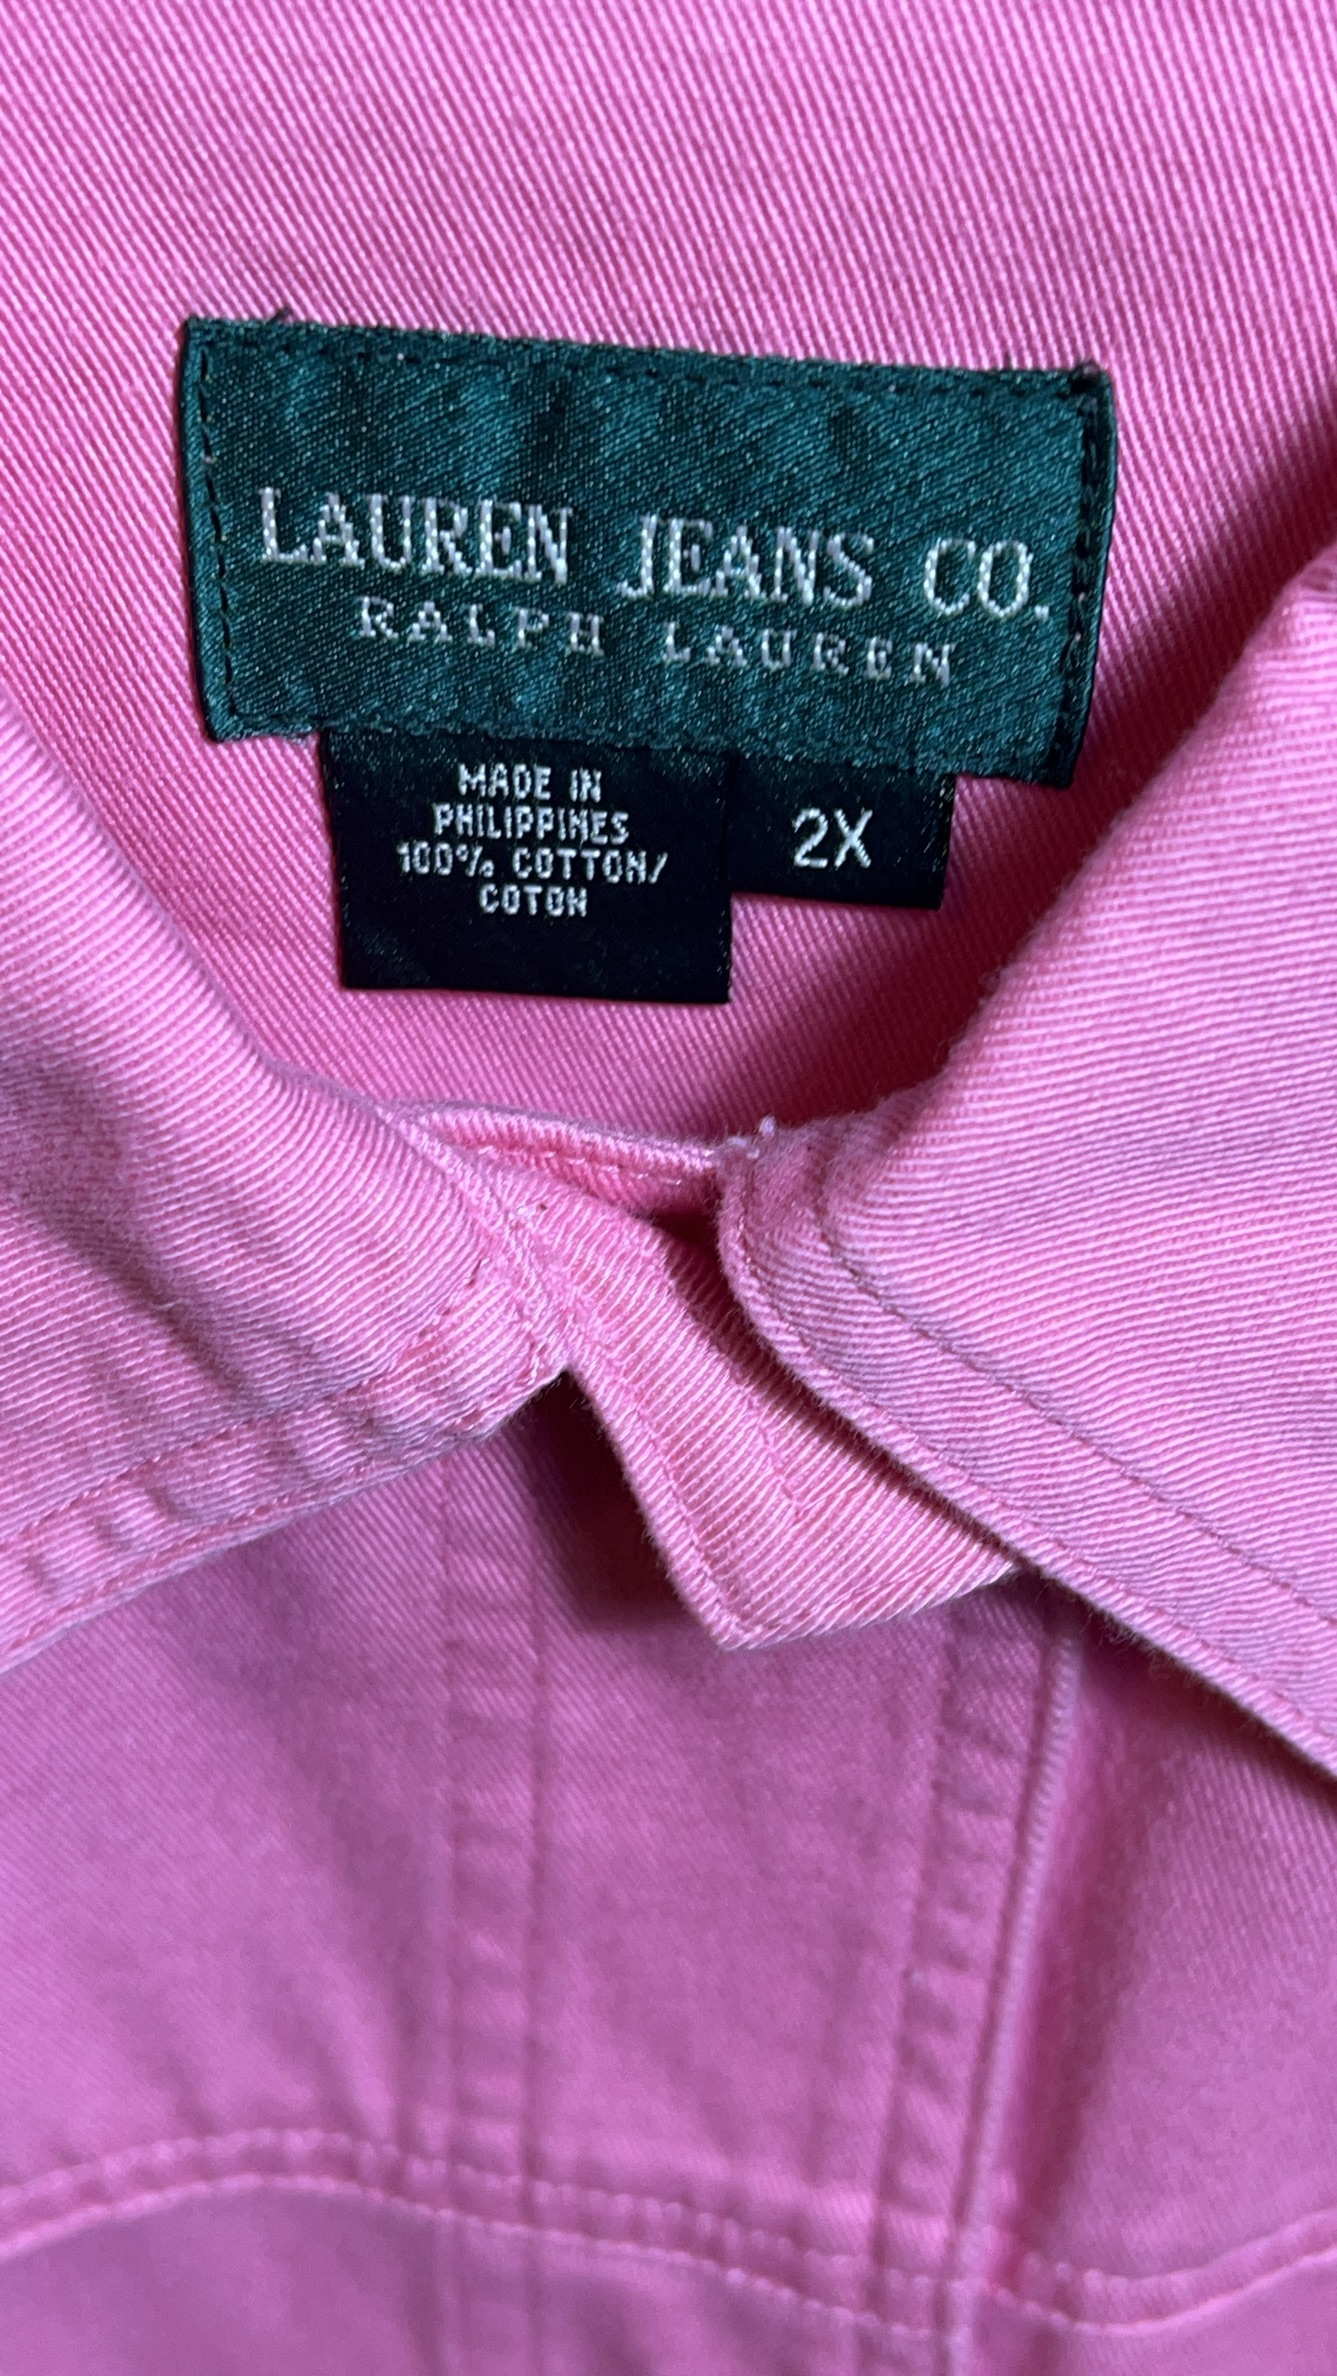 LAUREN JEANS CO.
RALPH LAUREN
MADE IN
PHILIPPINES
100% COTTON/
COTON
2X